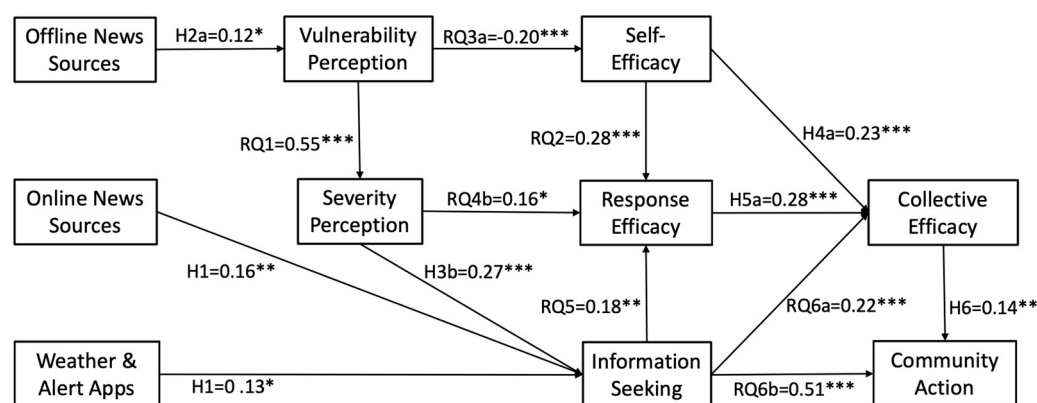 Offline News
Sources
H2a=0.12*
Vulnerability
Perception
RQ3a=-0.20***
Self-
Efficacy
RQ1=0.55***
RQ2=0.28***
H4a=0.23***
Online News
Sources
Severity
Perception
RQ4b=0.16*
Response
Efficacy
H5a=0.28***
Collective
Efficacy
H1=0.16**
H3b=0.27***
RQ5=0.18**
RQ6a=0.22***
H6=0.14**
Weather &
Alert Apps
H1=0 .13*
Information
Seeking
RQ6b=0.51***
Community
Action